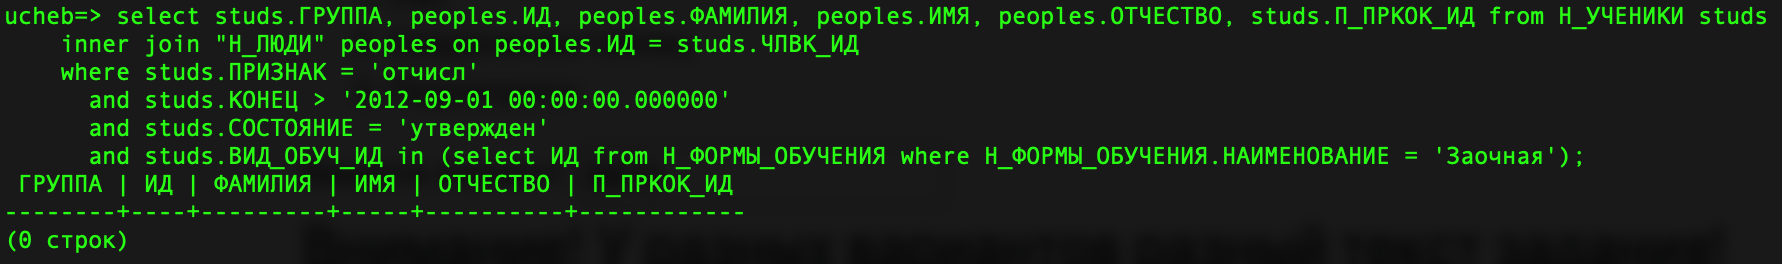 ucheb=> select studs.ГРУППА, peoples.ИД, peoples.ФАМИЛИЯ, peoples.ИМЯ, peoples.ОТЧЕСТВО, studs.П_ПРКОК_ИД from Н_УЧЕНИКИ studs
    inner join "Н_ЛЮДИ" peoples on peoples.ИД = studs.ЧЛВК_ИД
    where studs.ПРИЗНАК = 'отчисл'
      and studs.КОНЕЦ > '2012-09-01 00:00:00.000000'
      and studs.СОСТОЯНИЕ = 'утвержден'
      and studs.ВИД_ОБУЧ_ИД in (select ИД from Н_ФОРМЫ_ОБУЧЕНИЯ where Н_ФОРМЫ_ОБУЧЕНИЯ.НАИМЕНОВАНИЕ = 'Заочная');
 ГРУППА | ИД | ФАМИЛИЯ | ИМЯ | ОТЧЕСТВО | П_ПРКОК_ИД
--------+----+---------+-----+----------+------------
(0 строк)